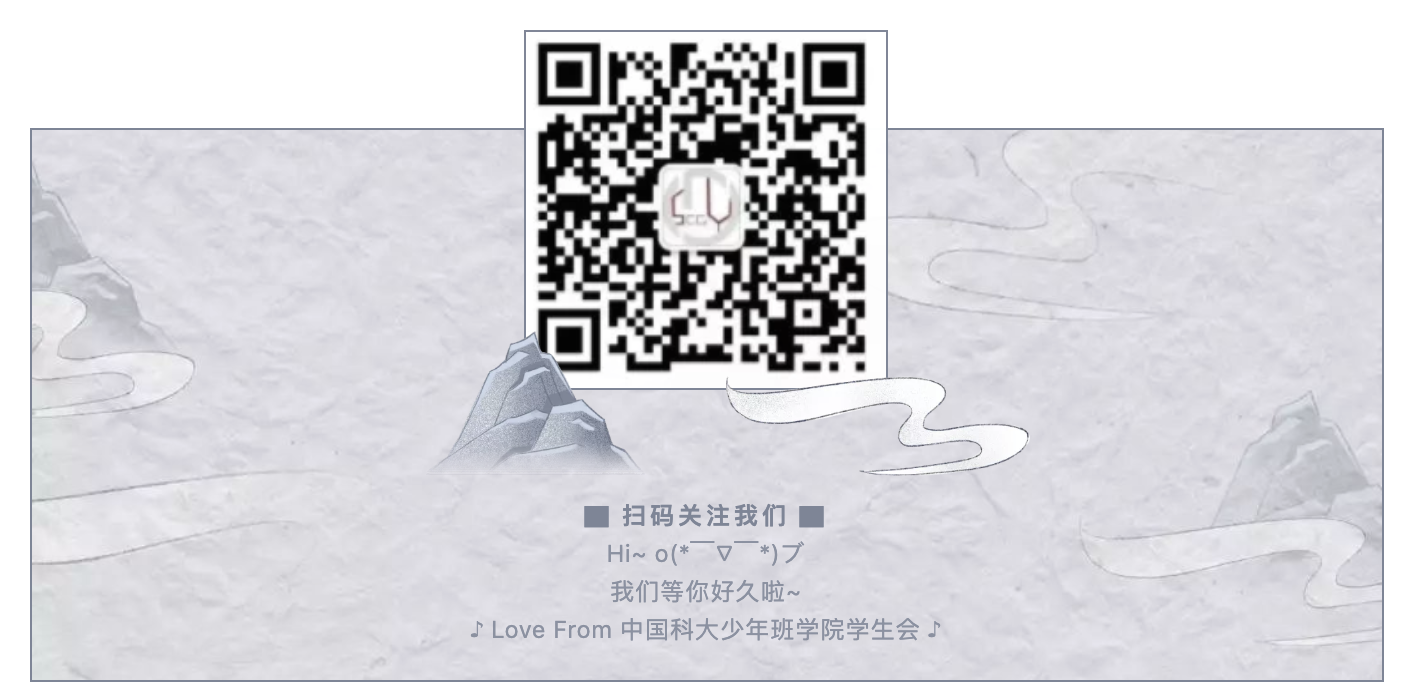 SCGY
■ 扫码关注我们 ■
Hi~ o(*￣▽￣*)ブ
我们等你好久啦~
♪ Love From 中国科大少年班学院学生会 ♪